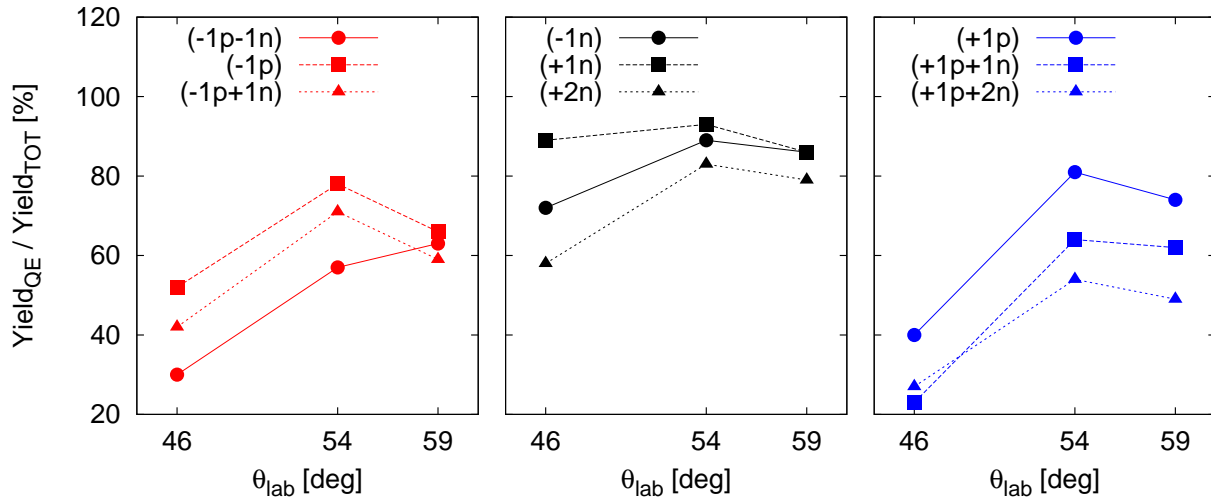 Yield_QE / Yield_TOT [%]
120
100
80
60
40
20
(-1p-1n)
(-1p)
(-1p+1n)
46 54 59
θ_lab [deg]
(-1n)
(+1n)
(+2n)
46 54 59
θ_lab [deg]
(+1p)
(+1p+1n)
(+1p+2n)
46 54 59
θ_lab [deg]